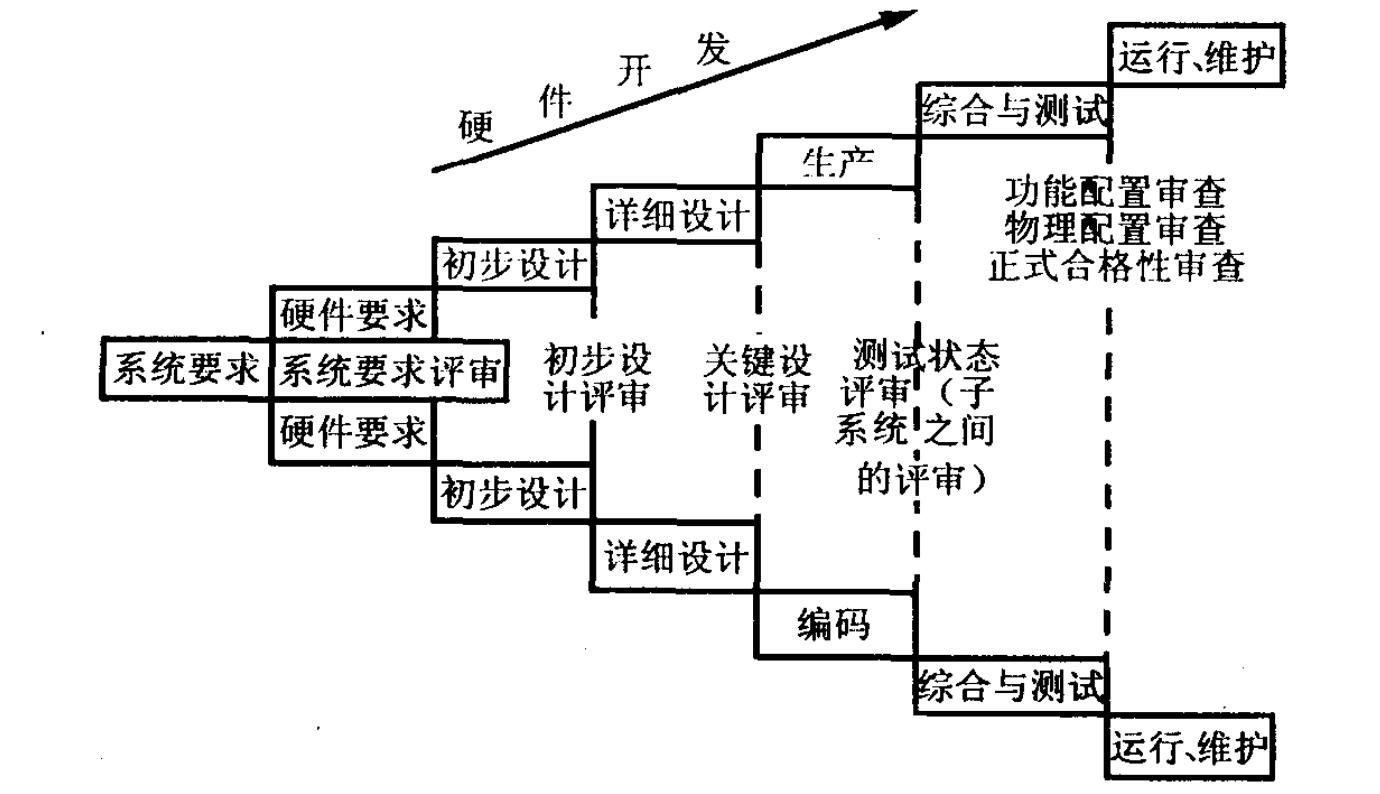 硬件开发
运行、维护
综合与测试
生产
详细设计
初步设计
硬件要求
功能配置审查
物理配置审查
正式合格性审查
系统要求
系统要求评审
初步设
计评审
关键设
计评审
测试状态
评审（子
系统之间
的评审）
硬件要求
初步设计
详细设计
编码
综合与测试
运行、维护